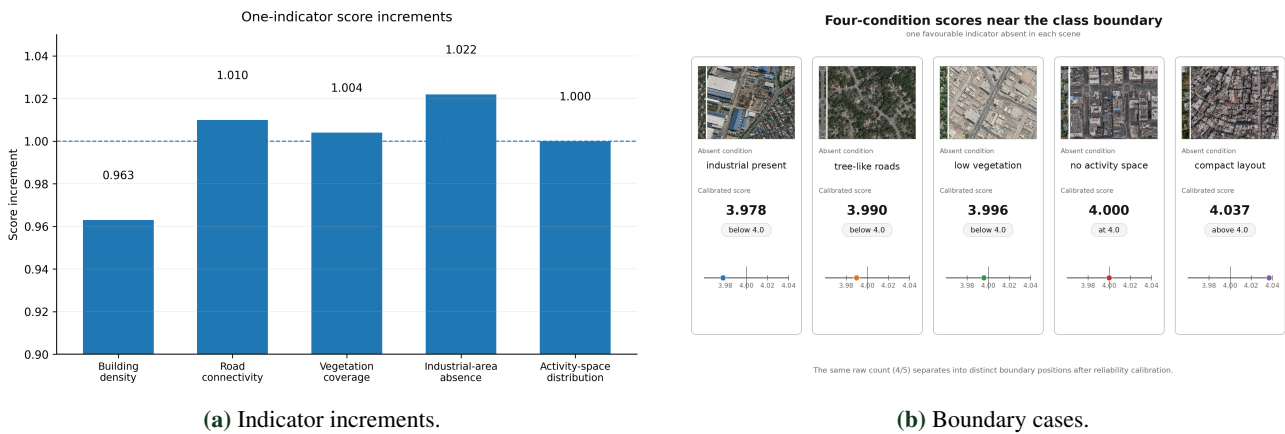 One-indicator score increments
Score increment
1.04
1.02
1.00
0.98
0.96
0.94
0.92
0.90
0.963
1.010
1.004
1.022
1.000
Building
density
Road
connectivity
Vegetation
coverage
Industrial-area
absence
Activity-space
distribution
(a) Indicator increments.
Four-condition scores near the class boundary
one favourable indicator absent in each scene
Absent condition
industrial present
Calibrated score
3.978
below 4.0
3.98 4.00 4.02 4.04
Absent condition
tree-like roads
Calibrated score
3.990
below 4.0
3.98 4.00 4.02 4.04
Absent condition
low vegetation
Calibrated score
3.996
below 4.0
3.98 4.00 4.02 4.04
Absent condition
no activity space
Calibrated score
4.000
at 4.0
3.98 4.00 4.02 4.04
Absent condition
compact layout
Calibrated score
4.037
above 4.0
3.98 4.00 4.02 4.04
The same raw count (4/5) separates into distinct boundary positions after reliability calibration.
(b) Boundary cases.